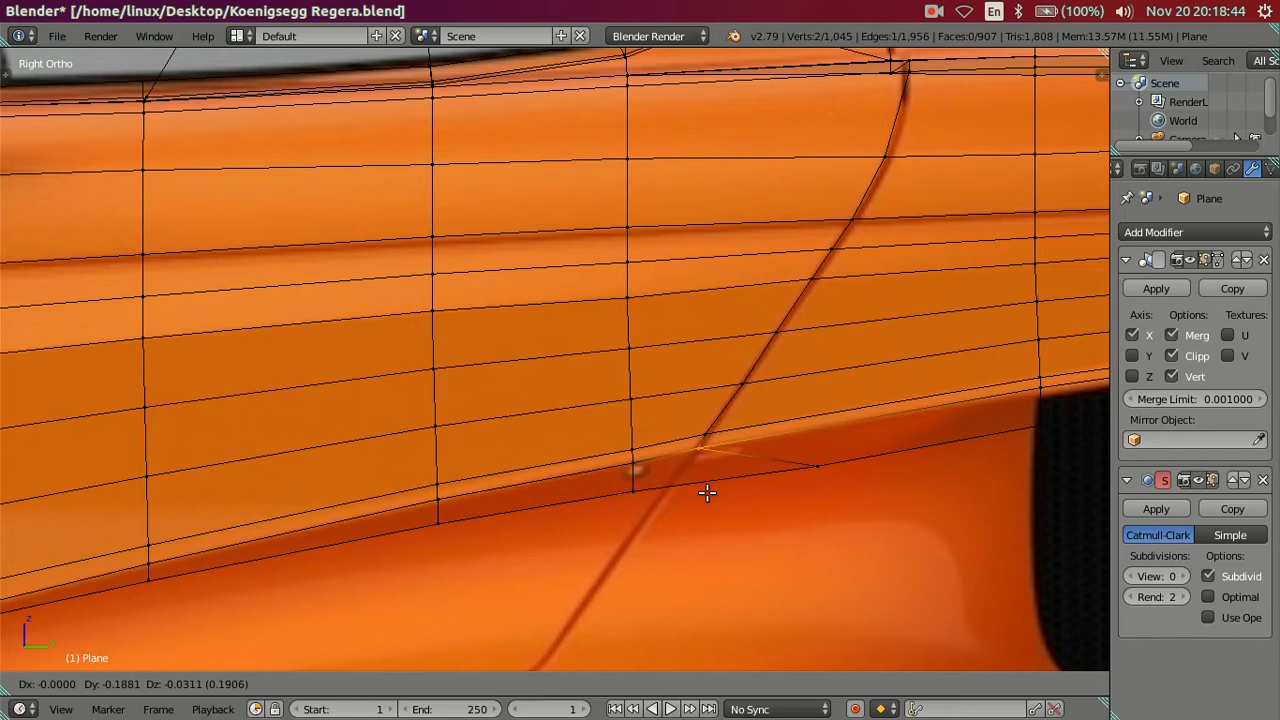 Blender* [/home/linux/Desktop/Koenigsegg Regera.blend]
En (100%) Nov 20 20:18:44
File Render Window Help Default Scene Blender Render v2.79 | Verts:2/1,045 | Edges:1/1,956 | Faces:0/907 | Tris:1,808 | Mem:13.57M (11.55M) | Plane
Right Ortho
View Search All Sc
Scene
RenderL
World
Plane
Add Modifier
Apply Copy
Axis: Options: Textures:
X Merg U
Y Clipp V
Z Vert
Merge Limit: 0.001000
Mirror Object:
S
Apply Copy
Catmull-Clark Simple
Subdivisions: Options:
View: 0 Subdivid
Rend: 2 Optimal
Use Ope
z
y
(1) Plane
Dx: -0.0000 Dy: -0.1881 Dz: -0.0311 (0.1906)
View Marker Frame Playback Start: 1 End: 250 1 No Sync